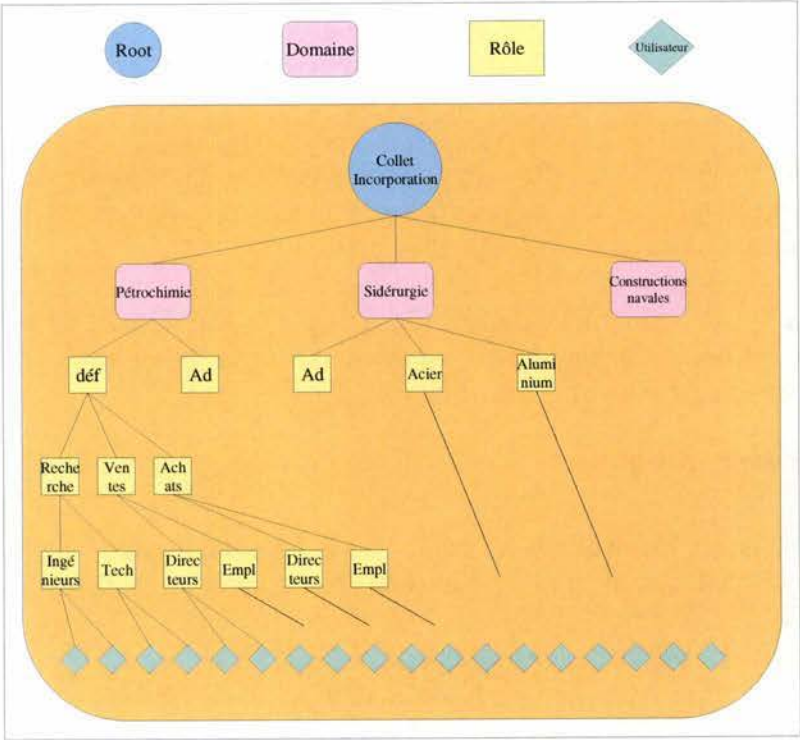 Root
Domaine
Rôle
Utilisateur
Collet
Incorporation
Pétrochimie
Sidérurgie
Constructions
navales
déf
Ad
Ad
Acier
Alumi
nium
Reche
rche
Ven
tes
Ach
ats
Ingé
nieurs
Tech
Direc
teurs
Empl
Direc
teurs
Empl